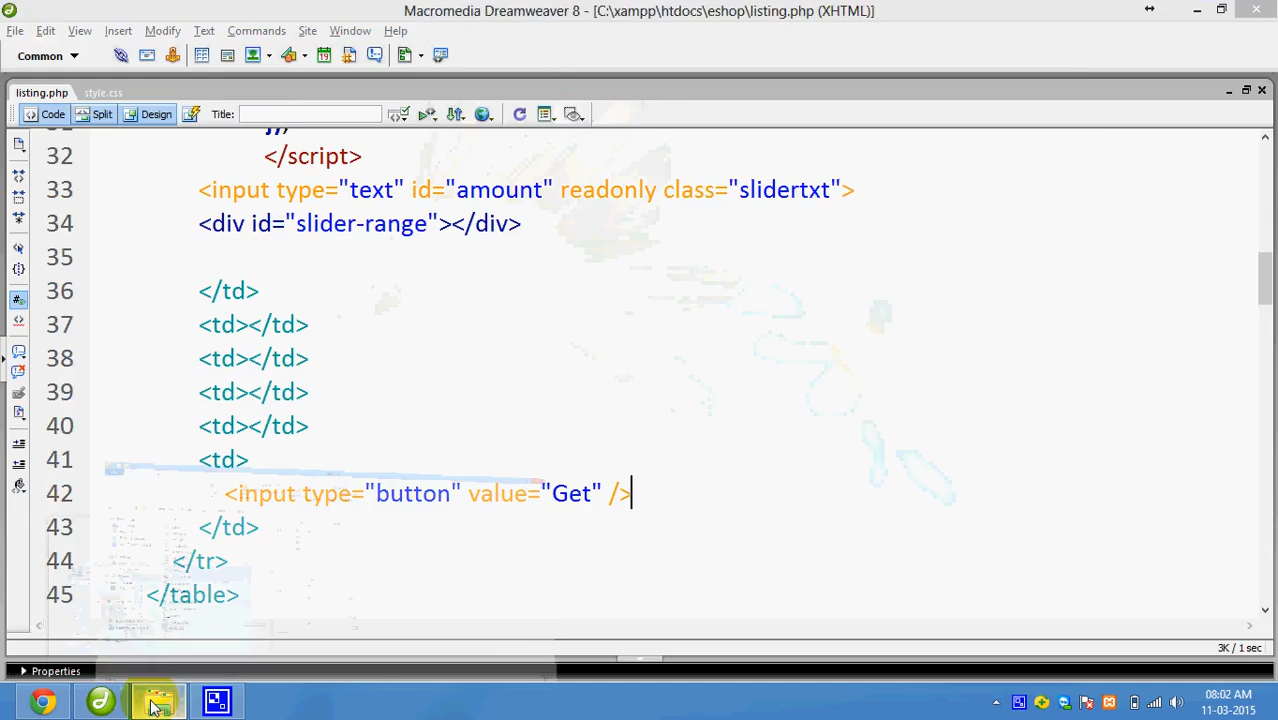 Macromedia Dreamweaver 8 - [C:\xampp\htdocs\eshop\listing.php (XHTML)]
File Edit View Insert Modify Text Commands Site Window Help
Common
listing.php style.css
Code Split Design Title:
32 </script>
33 <input type="text" id="amount" readonly class="slidertxt">
34 <div id="slider-range"></div>
35
36 </td>
37 <td></td>
38 <td></td>
39 <td></td>
40 <td></td>
41 <td>
42 <input type="button" value="Get" />
43 </td>
44 </tr>
45 </table>
3K / 1 sec
Properties
08:02 AM
11-03-2015